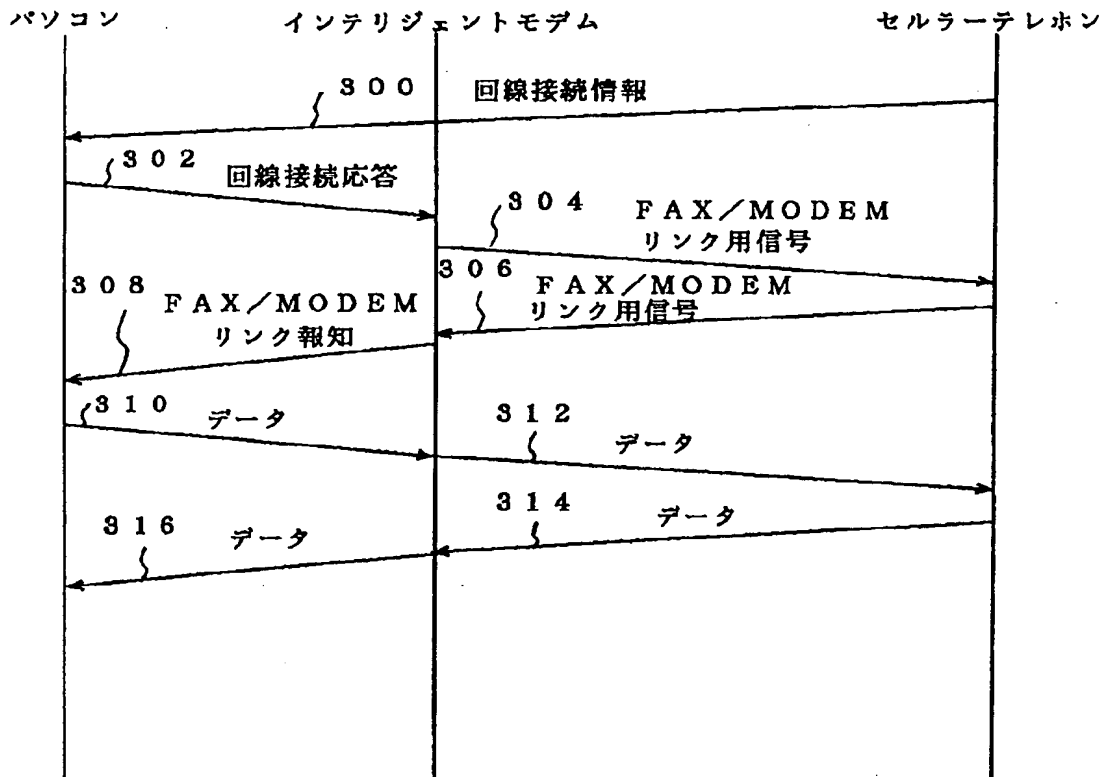 パソコン
インテリジェントモデム
セルラーテレホン
300 回線接続情報
302 回線接続応答
304 FAX/MODEM
リンク用信号
306 FAX/MODEM
リンク用信号
308 FAX/MODEM
リンク報知
310 データ
312 データ
314 データ
316 データ